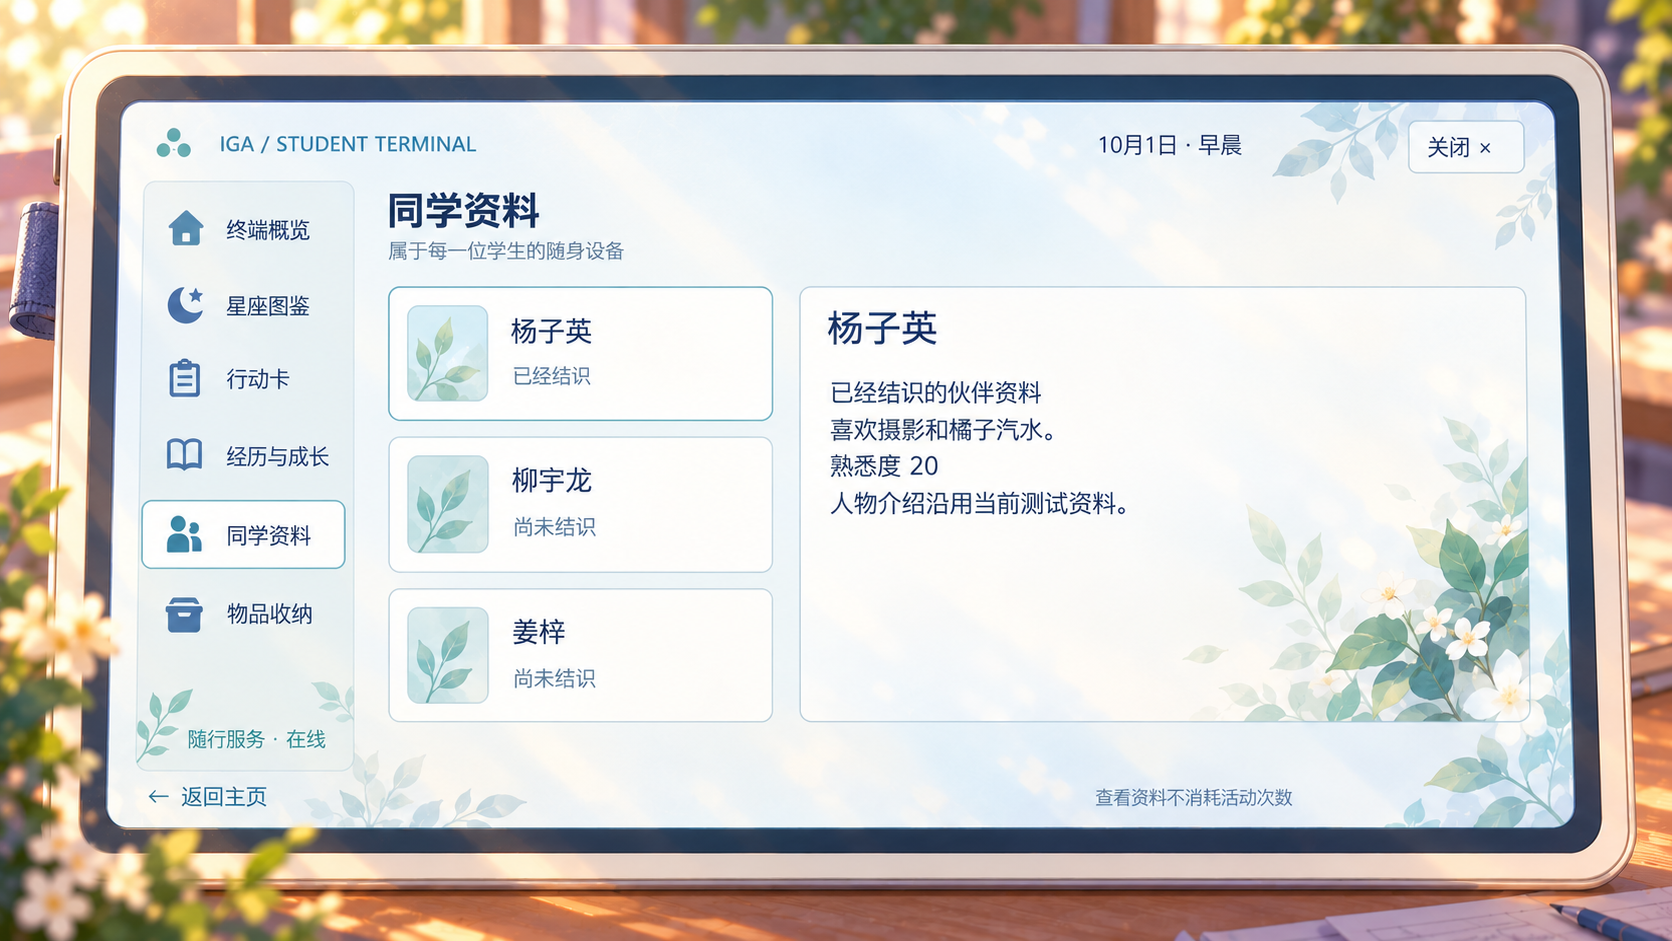 IGA / STUDENT TERMINAL
10月1日 · 早晨
关闭 ×
终端概览
星座图鉴
行动卡
经历与成长
同学资料
物品收纳
随行服务 · 在线
← 返回主页
同学资料
属于每一位学生的随身设备
杨子英
已经结识
柳宇龙
尚未结识
姜梓
尚未结识
杨子英
已经结识的伙伴资料
喜欢摄影和橘子汽水。
熟悉度 20
人物介绍沿用当前测试资料。
查看资料不消耗活动次数